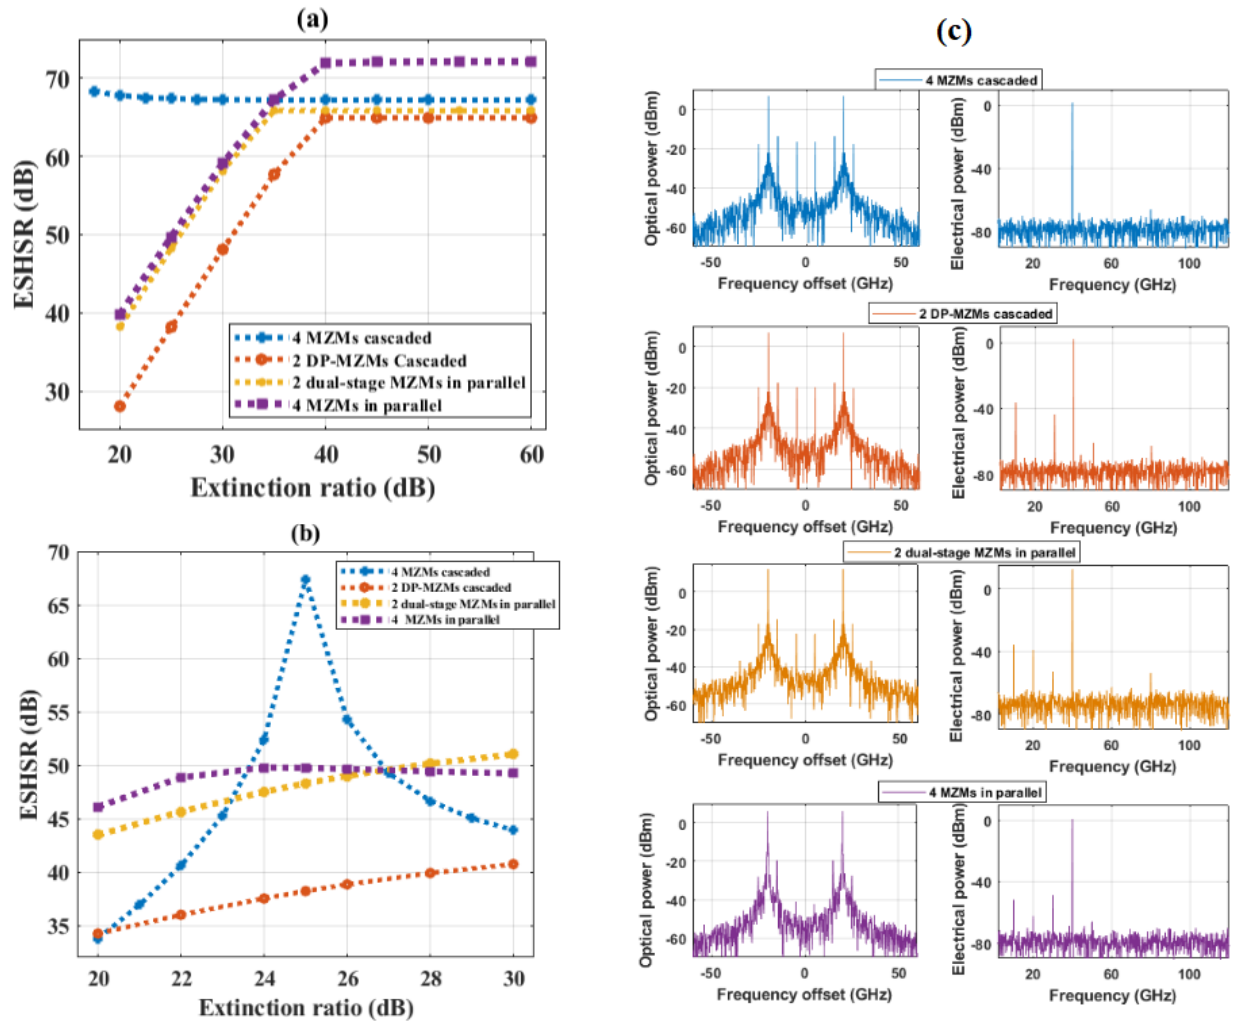 (a)
ESHSR (dB)
70
60
50
40
30
4 MZMs cascaded
2 DP-MZMs Cascaded
2 dual-stage MZMs in parallel
4 MZMs in parallel
20 30 40 50 60
Extinction ratio (dB)
(b)
ESHSR (dB)
70
65
60
55
50
45
40
35
4 MZMs cascaded
2 DP-MZMs cascaded
2 dual-stage MZMs in parallel
4 MZMs in parallel
20 22 24 26 28 30
Extinction ratio (dB)
(c)
4 MZMs cascaded
Optical power (dBm)
0
-20
-40
-60
-50 0 50
Frequency offset (GHz)
Electrical power (dBm)
0
-40
-80
20 60 100
Frequency (GHz)
2 DP-MZMs cascaded
Optical power (dBm)
0
-20
-40
-60
-50 0 50
Frequency offset (GHz)
Electrical power (dBm)
0
-40
-80
20 60 100
Frequency (GHz)
2 dual-stage MZMs in parallel
Optical power (dBm)
0
-20
-40
-60
-50 0 50
Frequency offset (GHz)
Electrical power (dBm)
0
-40
-80
20 60 100
Frequency (GHz)
4 MZMs in parallel
Optical power (dBm)
0
-20
-40
-60
-50 0 50
Frequency offset (GHz)
Electrical power (dBm)
0
-40
-80
20 60 100
Frequency (GHz)